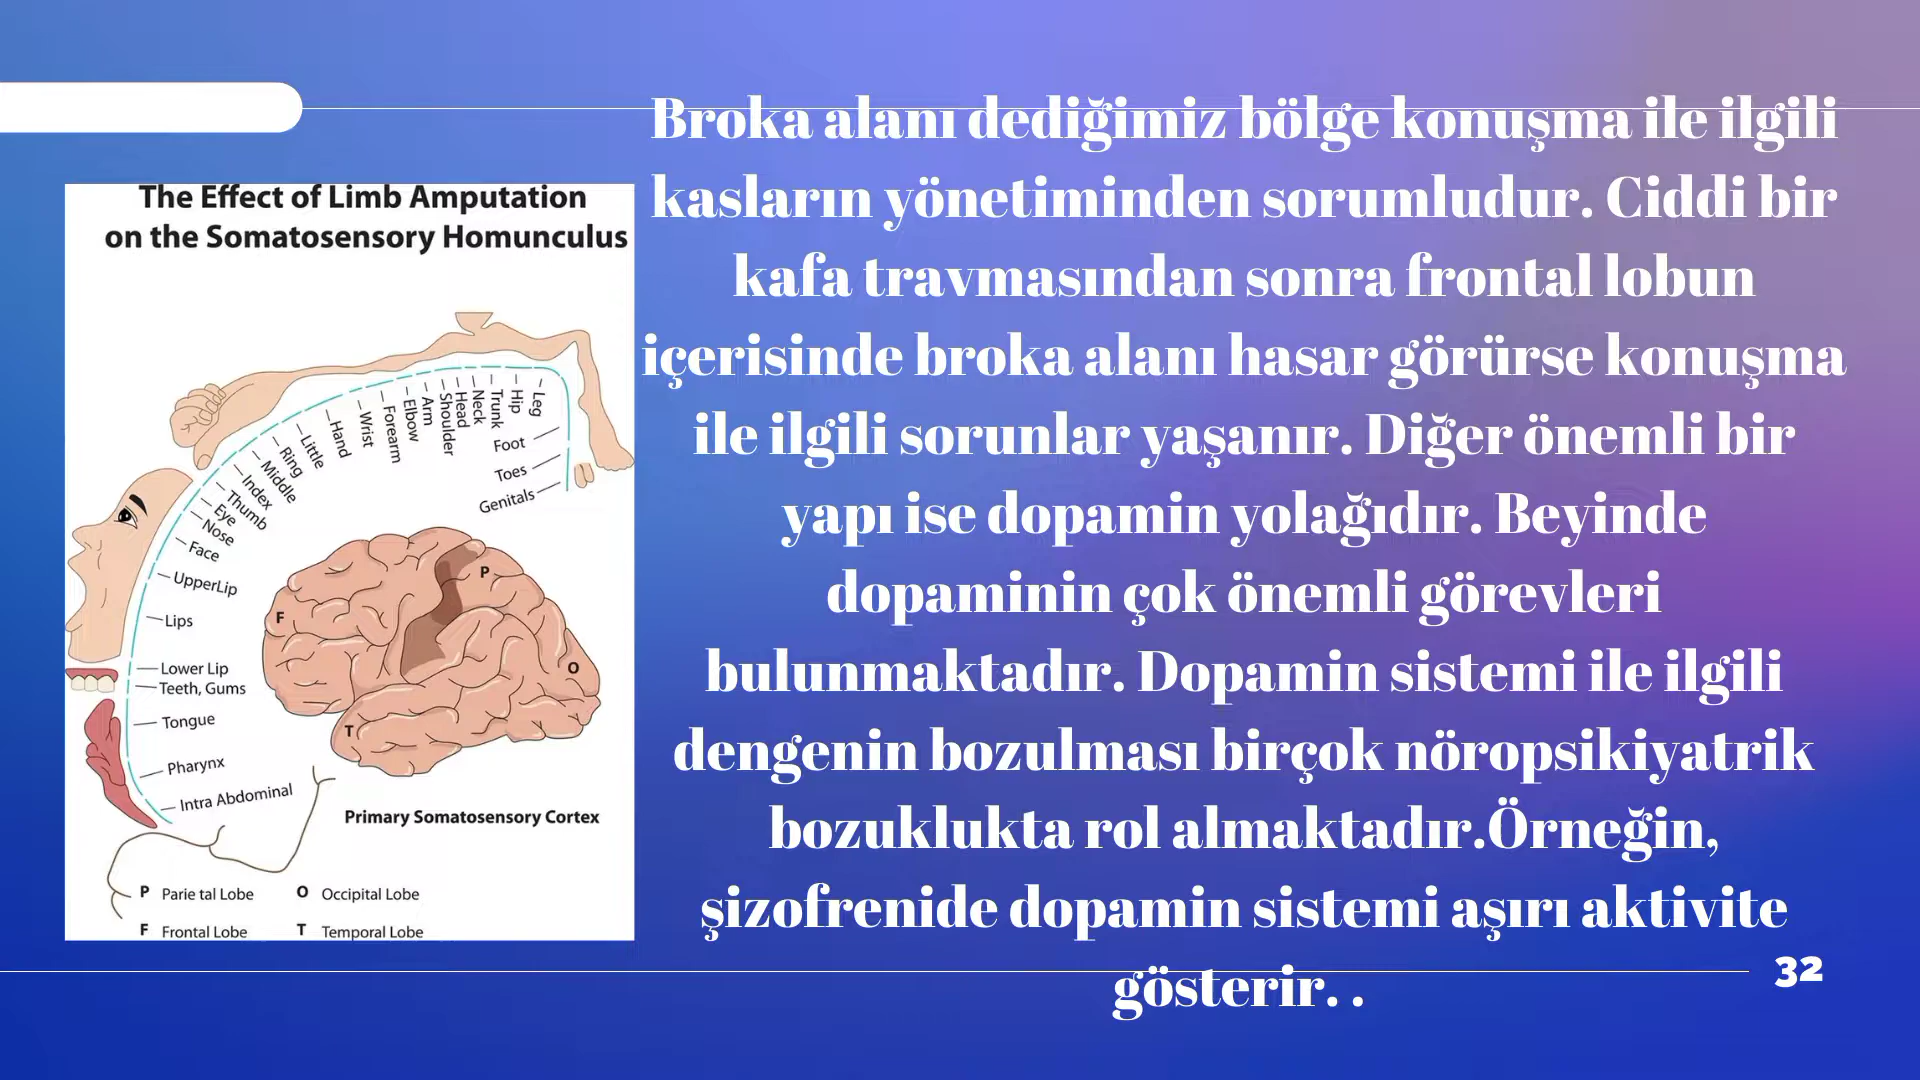 The Effect of Limb Amputation
on the Somatosensory Homunculus
Leg
Hip
Trunk
Neck
Head
Shoulder
Arm
Elbow
Forearm
Wrist
Hand
Little
Ring
Middle
Index
Thumb
Eye
Nose
Face
UpperLip
Lips
Lower Lip
Teeth, Gums
Tongue
Pharynx
Intra Abdominal
Foot
Toes
Genitals
P
F
O
T
Primary Somatosensory Cortex
P Parie tal Lobe O Occipital Lobe
F Frontal Lobe T Temporal Lobe
Broka alanı dediğimiz bölge konuşma ile ilgili
kasların yönetiminden sorumludur. Ciddi bir
kafa travmasından sonra frontal lobun
içerisinde broka alanı hasar görürse konuşma
ile ilgili sorunlar yaşanır. Diğer önemli bir
yapı ise dopamin yolağıdır. Beyinde
dopaminin çok önemli görevleri
bulunmaktadır. Dopamin sistemi ile ilgili
dengenin bozulması birçok nöropsikiyatrik
bozuklukta rol almaktadır.Örneğin,
şizofrenide dopamin sistemi aşırı aktivite
gösterir. .
32